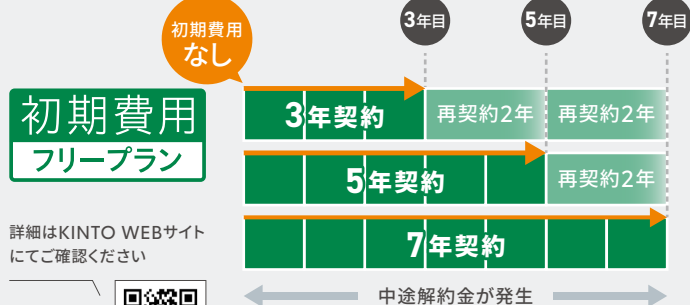 初期費用
なし
3年目
5年目
7年目
初期費用
フリープラン
3年契約
再契約2年
再契約2年
5年契約
再契約2年
7年契約
詳細はKINTO WEBサイト
にてご確認ください
中途解約金が発生